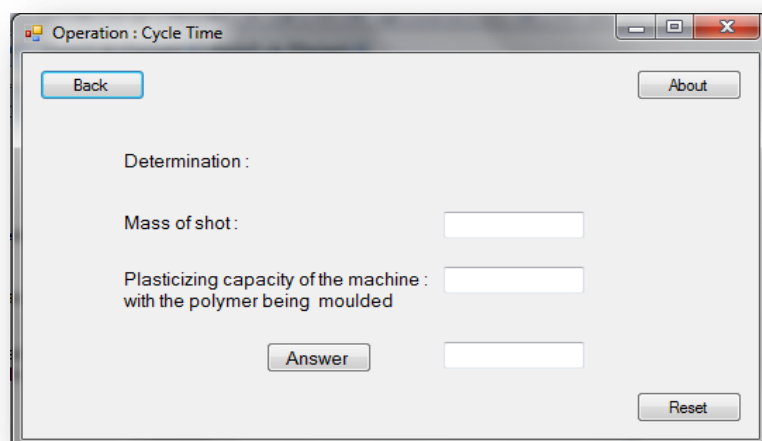 Operation : Cycle Time
Back
About
Determination :
Mass of shot :
Plasticizing capacity of the machine :
with the polymer being moulded
Answer
Reset